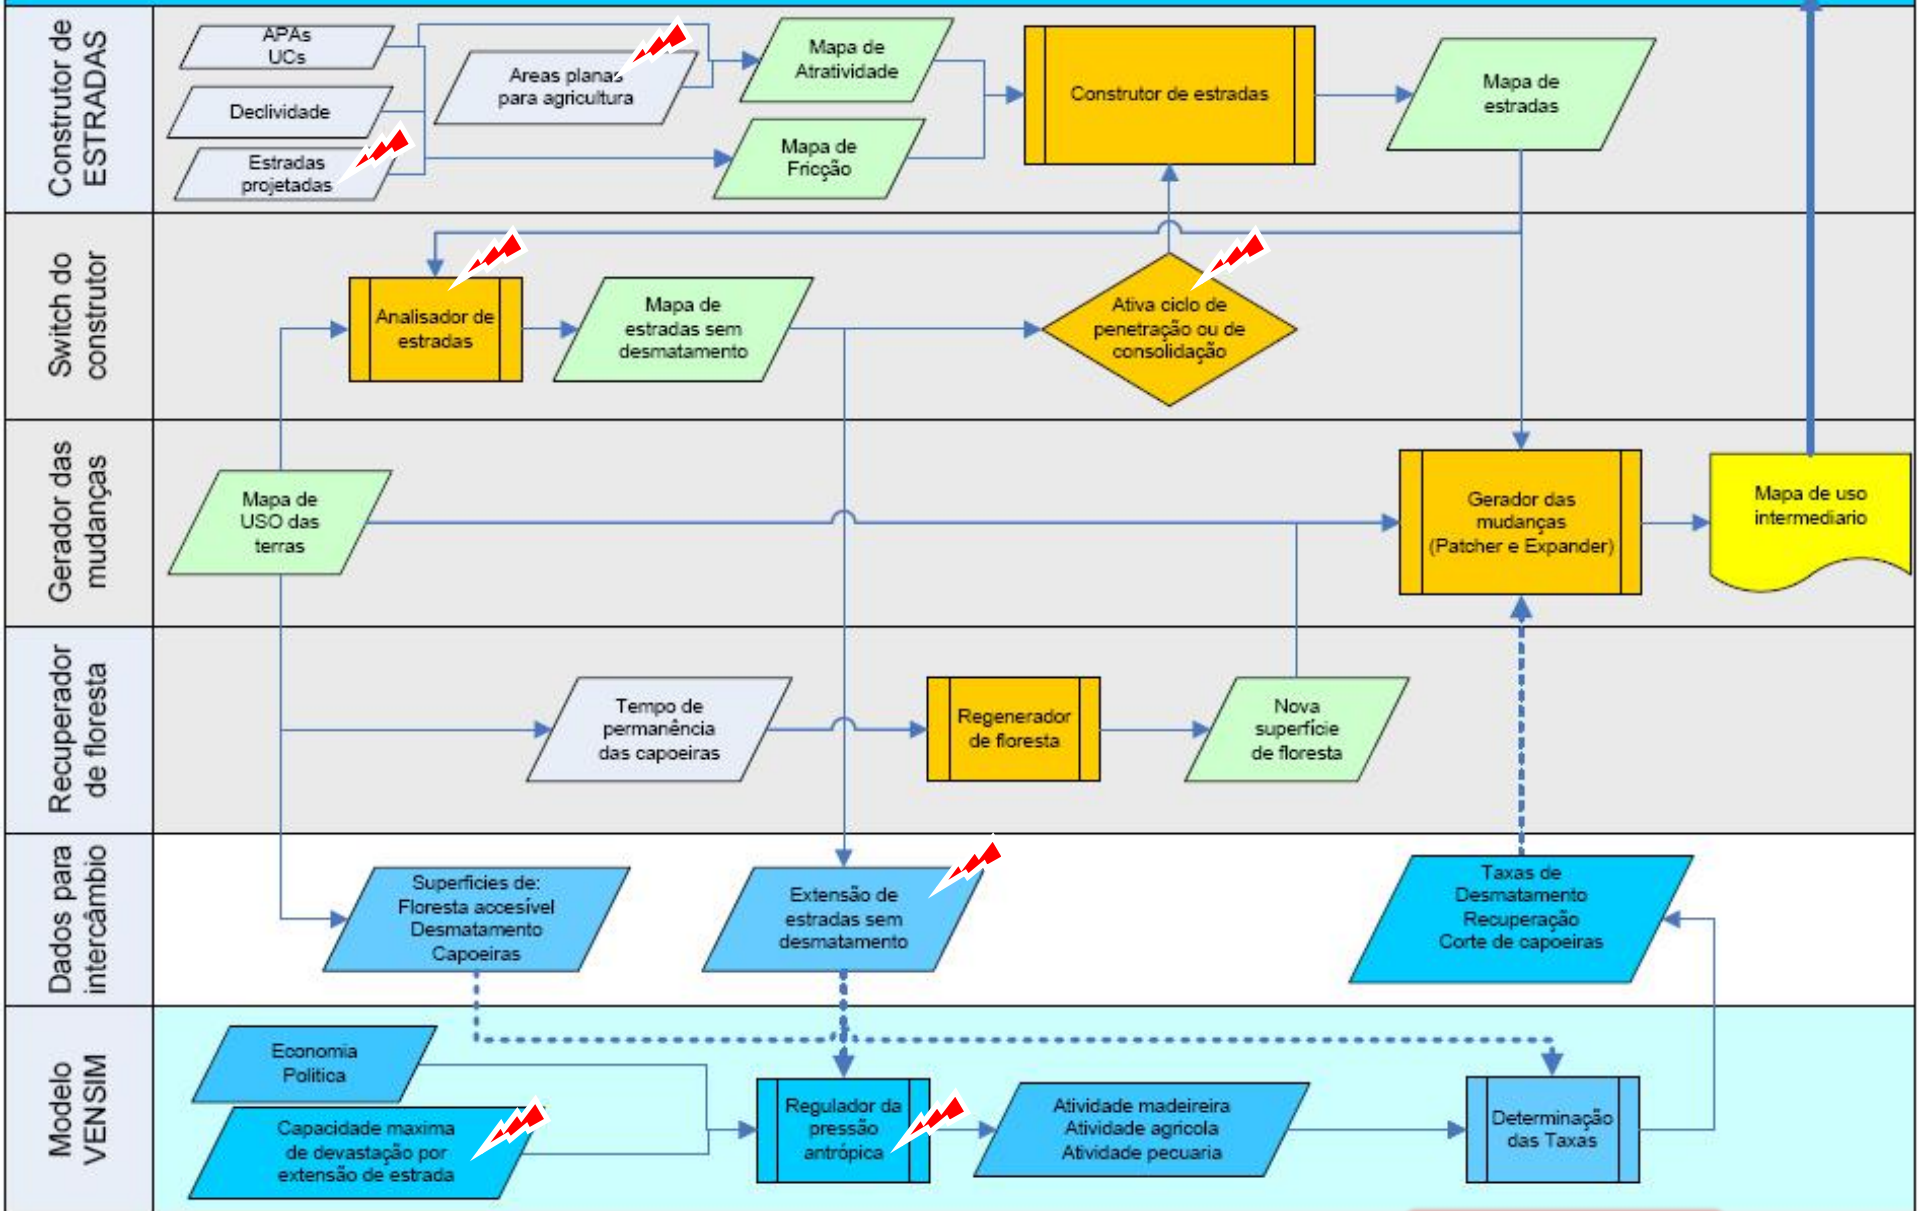 Construtor de
ESTRADAS
APAs
UCs
Declividade
Estradas
projetadas
Areas planas
para agricultura
Mapa de
Atratividade
Mapa de
Fricção
Construtor de estradas
Mapa de
estradas
Switch do
construtor
Analisador de
estradas
Mapa de
estradas sem
desmatamento
Ativa ciclo de
penetração ou de
consolidação
Gerador das
mudanças
Mapa de
USO das
terras
Gerador das
mudanças
(Patcher e Expander)
Mapa de uso
intermediario
Recuperador
de floresta
Tempo de
permanência
das capoeiras
Regenerador
de floresta
Nova
superfície
de floresta
Dados para
intercâmbio
Superficies de:
Floresta accesível
Desmatamento
Capoeiras
Extensão de
estradas sem
desmatamento
Taxas de
Desmatamento
Recuperação
Corte de capoeiras
Modelo
VENSIM
Economia
Politica
Capacidade maxima
de devastação por
extensão de estrada
Regulador da
pressão
antrópica
Atividade madeireira
Atividade agricola
Atividade pecuaria
Determinação
das Taxas